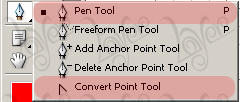 Pen Tool P
Freeform Pen Tool P
Add Anchor Point Tool
Delete Anchor Point Tool
Convert Point Tool